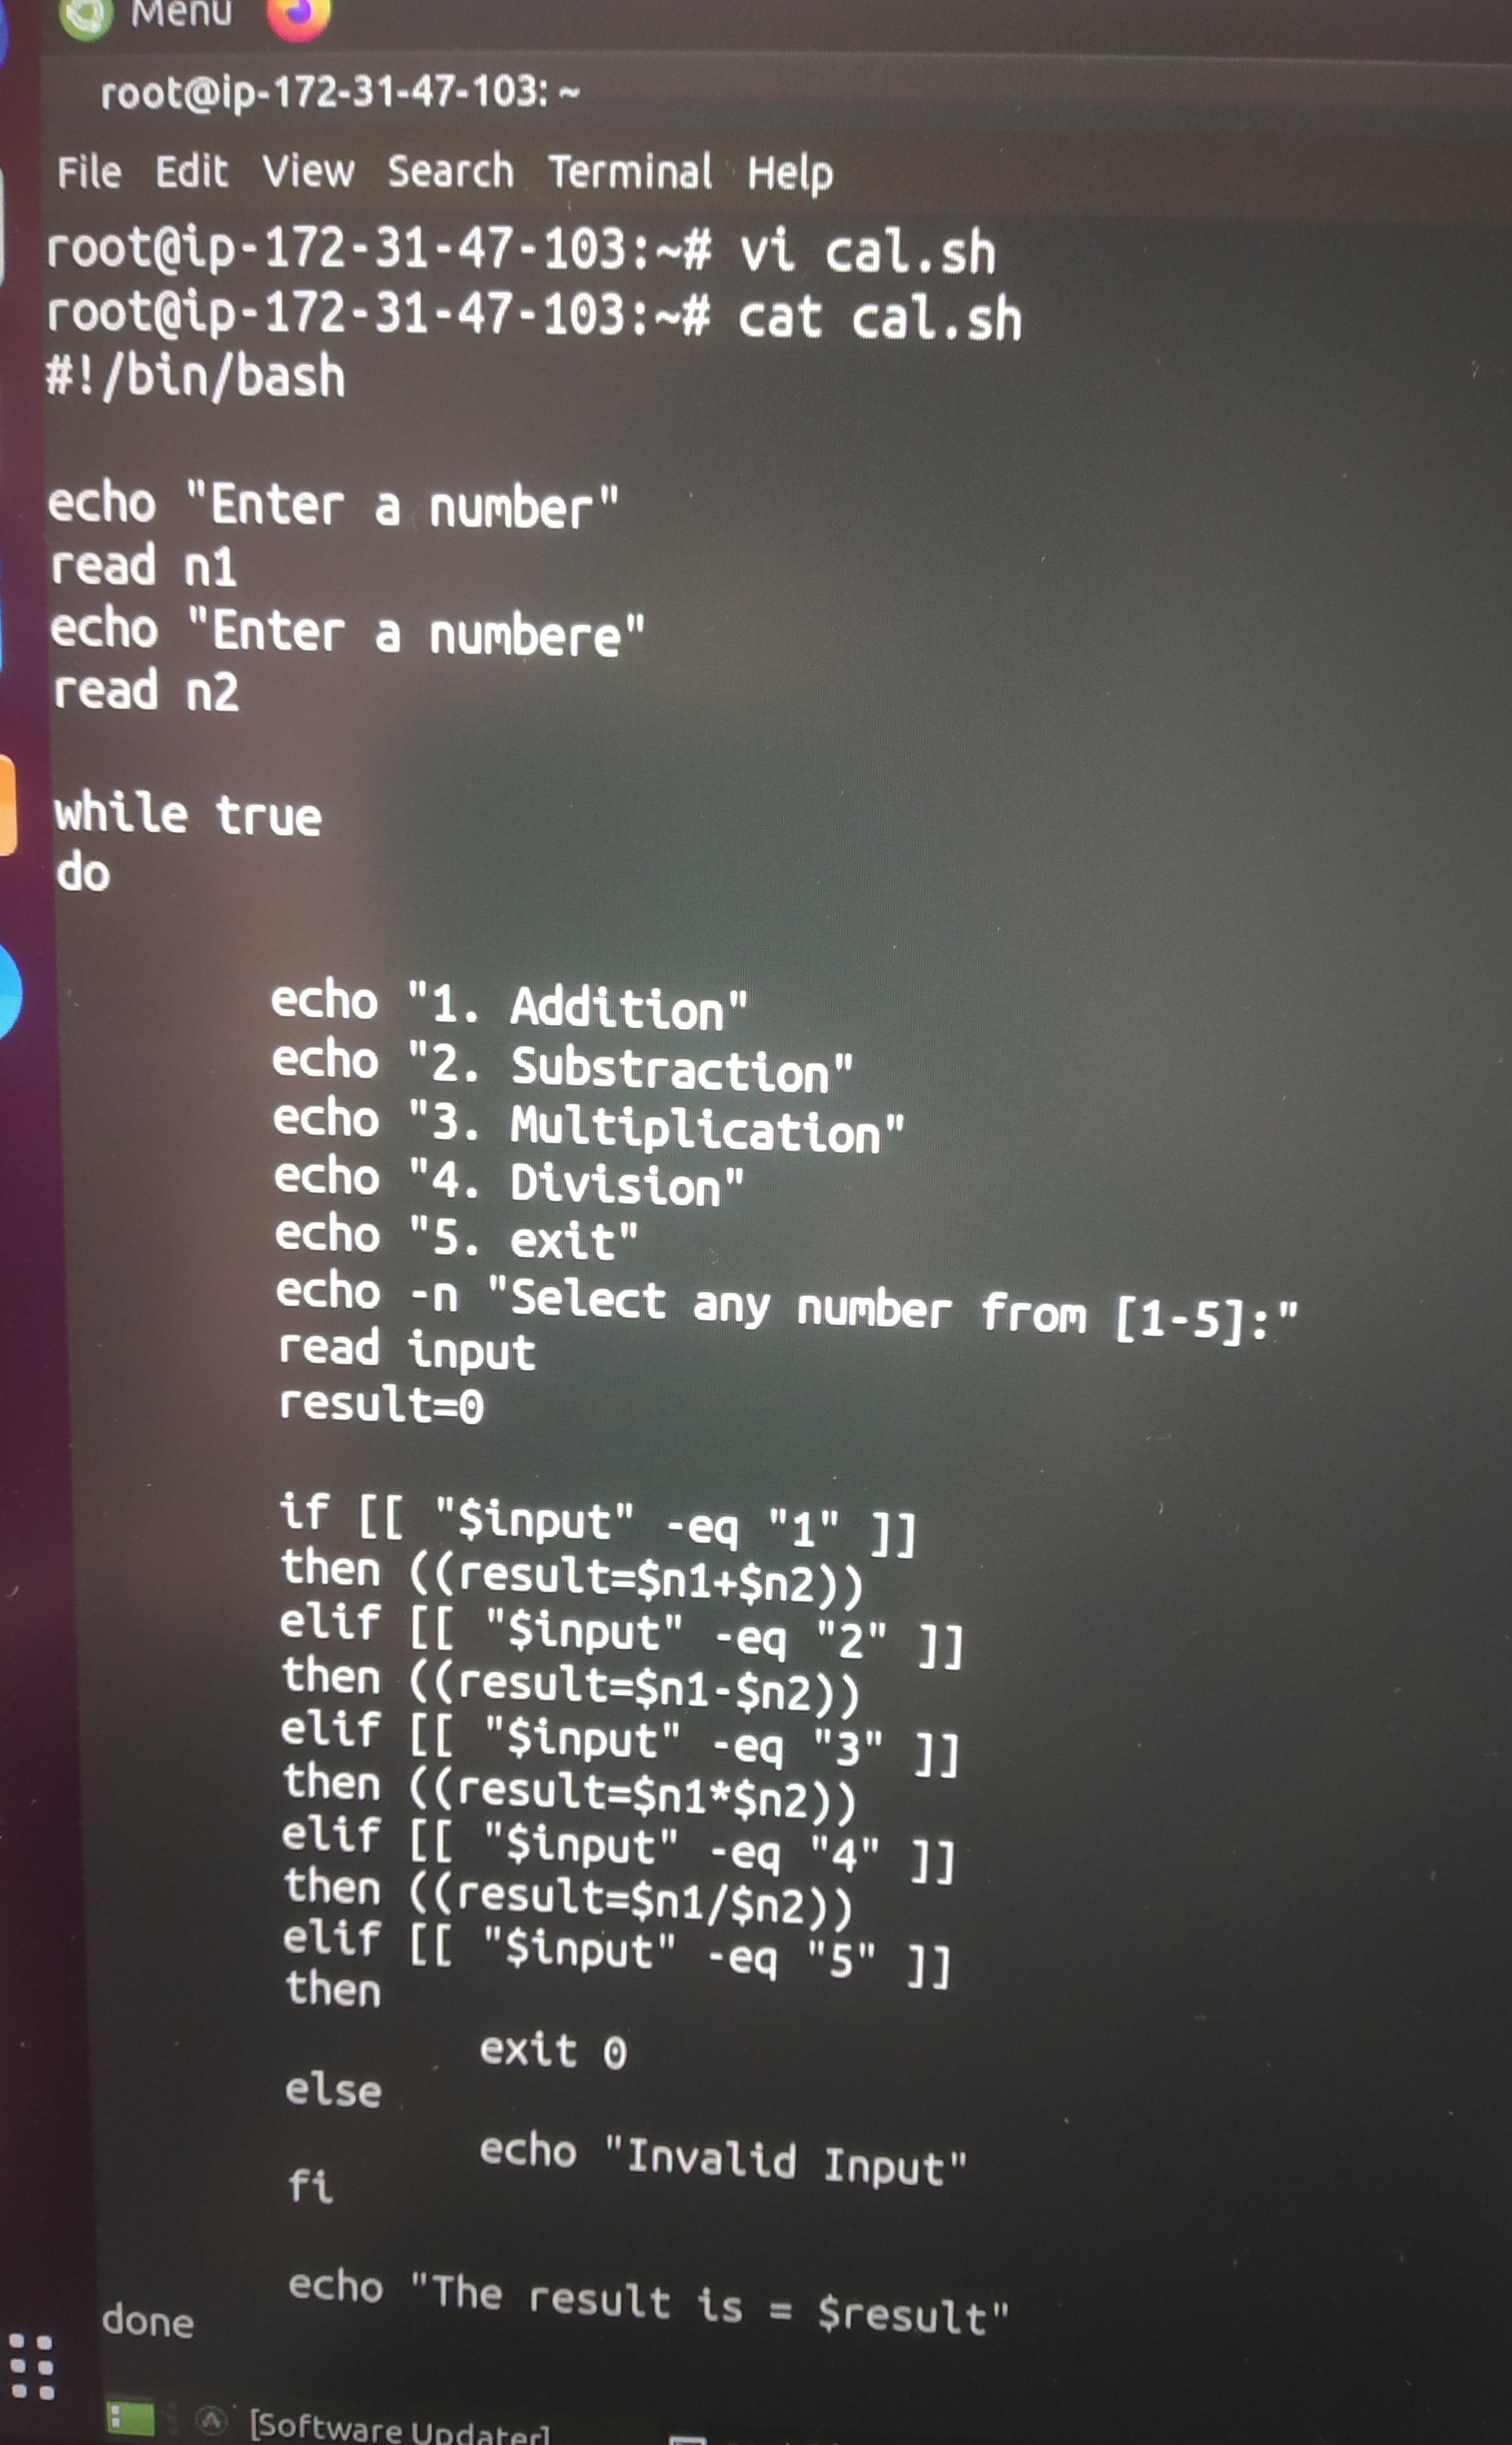 Menu
root@ip-172-31-47-103: ~
File Edit View Search Terminal Help
root@ip-172-31-47-103:~# vi cal.sh
root@ip-172-31-47-103:~# cat cal.sh
#!/bin/bash
echo "Enter a number"
read n1
echo "Enter a numbere"
read n2
while true
do
echo "1. Addition"
echo "2. Substraction"
echo "3. Multiplication"
echo "4. Division"
echo "5. exit"
echo -n "Select any number from [1-5]:"
read input
result=0
if [[ "$input" -eq "1" ]]
then ((result=$n1+$n2))
elif [[ "$input" -eq "2" ]]
then ((result=$n1-$n2))
elif [[ "$input" -eq "3" ]]
then ((result=$n1*$n2))
elif [[ "$input" -eq "4" ]]
then ((result=$n1/$n2))
elif [[ "$input" -eq "5" ]]
then
exit 0
else
echo "Invalid Input"
fi
echo "The result is = $result"
done
[Software Updater]